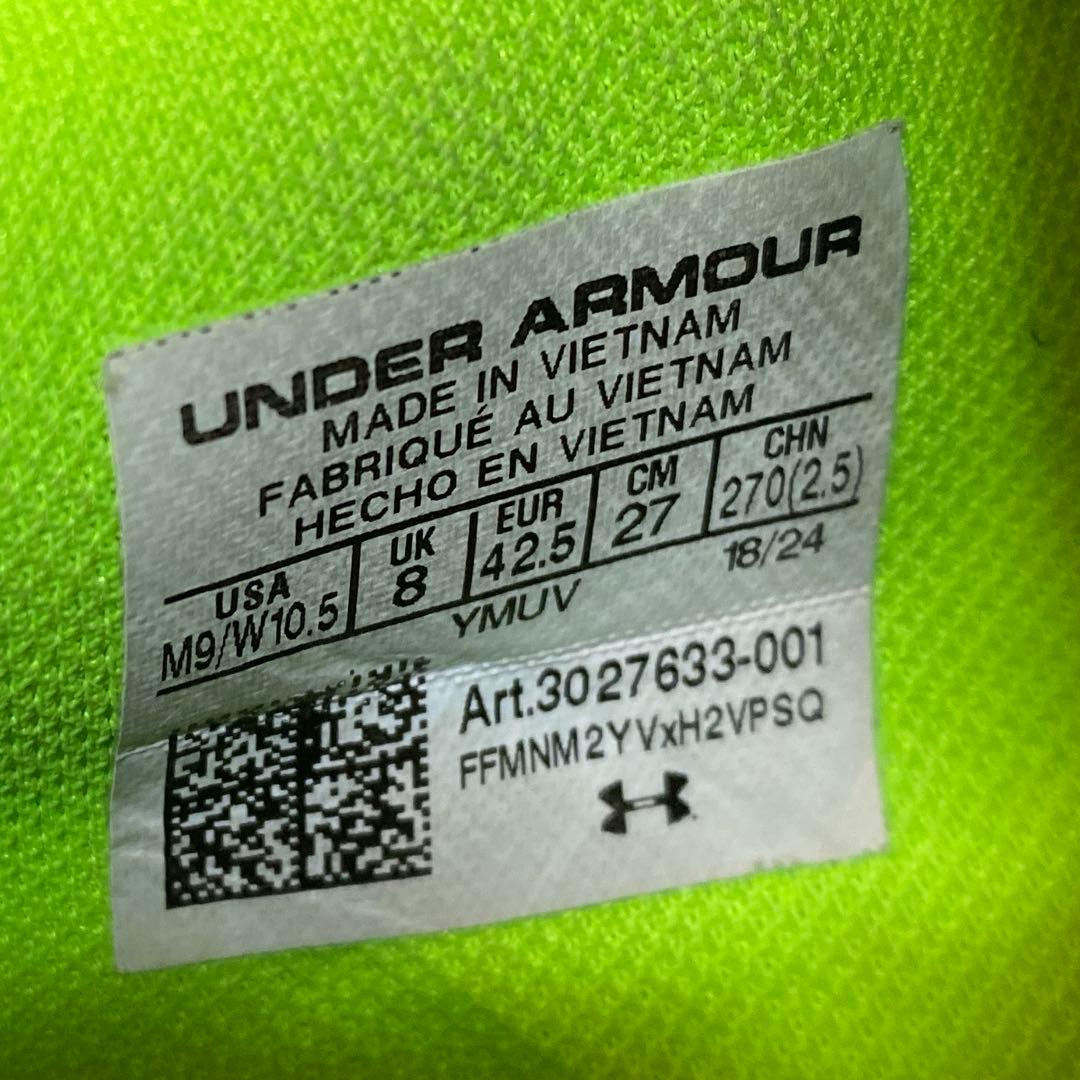 UNDER ARMOUR
MADE IN VIETNAM
FABRIQUÉ AU VIETNAM
HECHO EN VIETNAM
USA UK EUR CM CHN
M9/W10.5 8 42.5 27 270(2.5)
YMUV 18/24
Art.3027633-001
FFMNM2YVxH2VPSQ